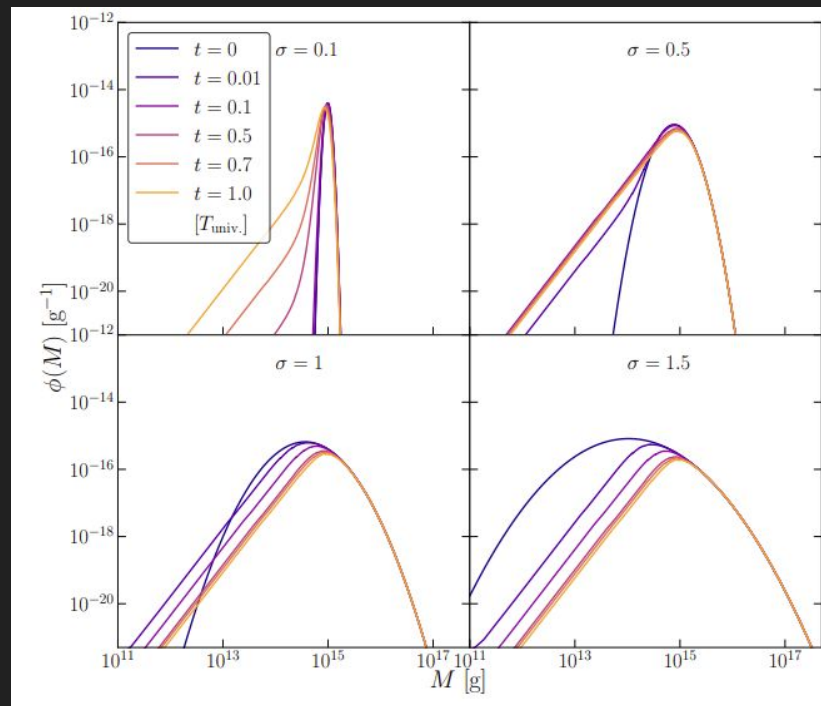 10^{-12}
10^{-14}
10^{-16}
10^{-18}
10^{-20}
t = 0
t = 0.01
t = 0.1
t = 0.5
t = 0.7
t = 1.0
[T_{univ.}]
σ = 0.1
σ = 0.5
10^{-12}
10^{-14}
10^{-16}
10^{-18}
10^{-20}
σ = 1
σ = 1.5
ϕ(M) [g^{-1}]
10^{11} 10^{13} 10^{15} 10^{17} 10^{11} 10^{13} 10^{15} 10^{17}
M [g]